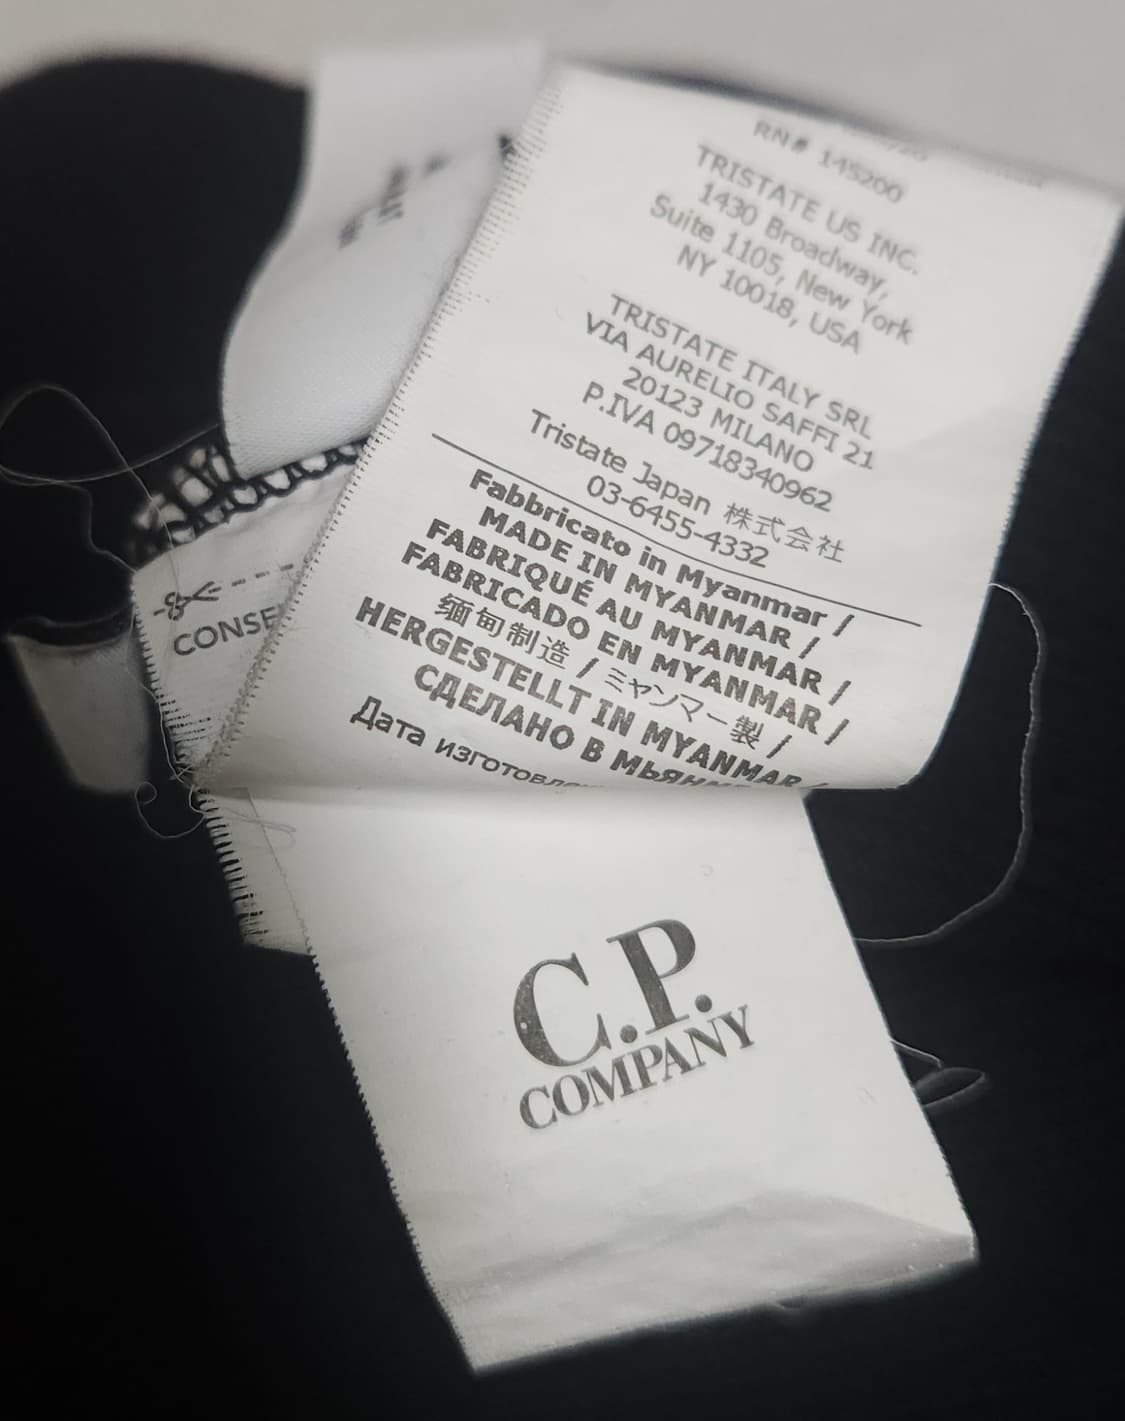 RN# 145200
TRISTATE US INC.
1430 Broadway,
Suite 1105, New York
NY 10018, USA
TRISTATE ITALY SRL
VIA AURELIO SAFFI 21
20123 MILANO
P.IVA 09718340962
Tristate Japan 株式会社
03-6455-4332
Fabbricato in Myanmar /
MADE IN MYANMAR /
FABRIQUÉ AU MYANMAR /
FABRICADO EN MYANMAR /
缅甸制造 / ミャンマー製 /
HERGESTELLT IN MYANMAR /
СДЕЛАНО В МЬЯНМ
Дата изготовле
CONSE
C.P.
COMPANY